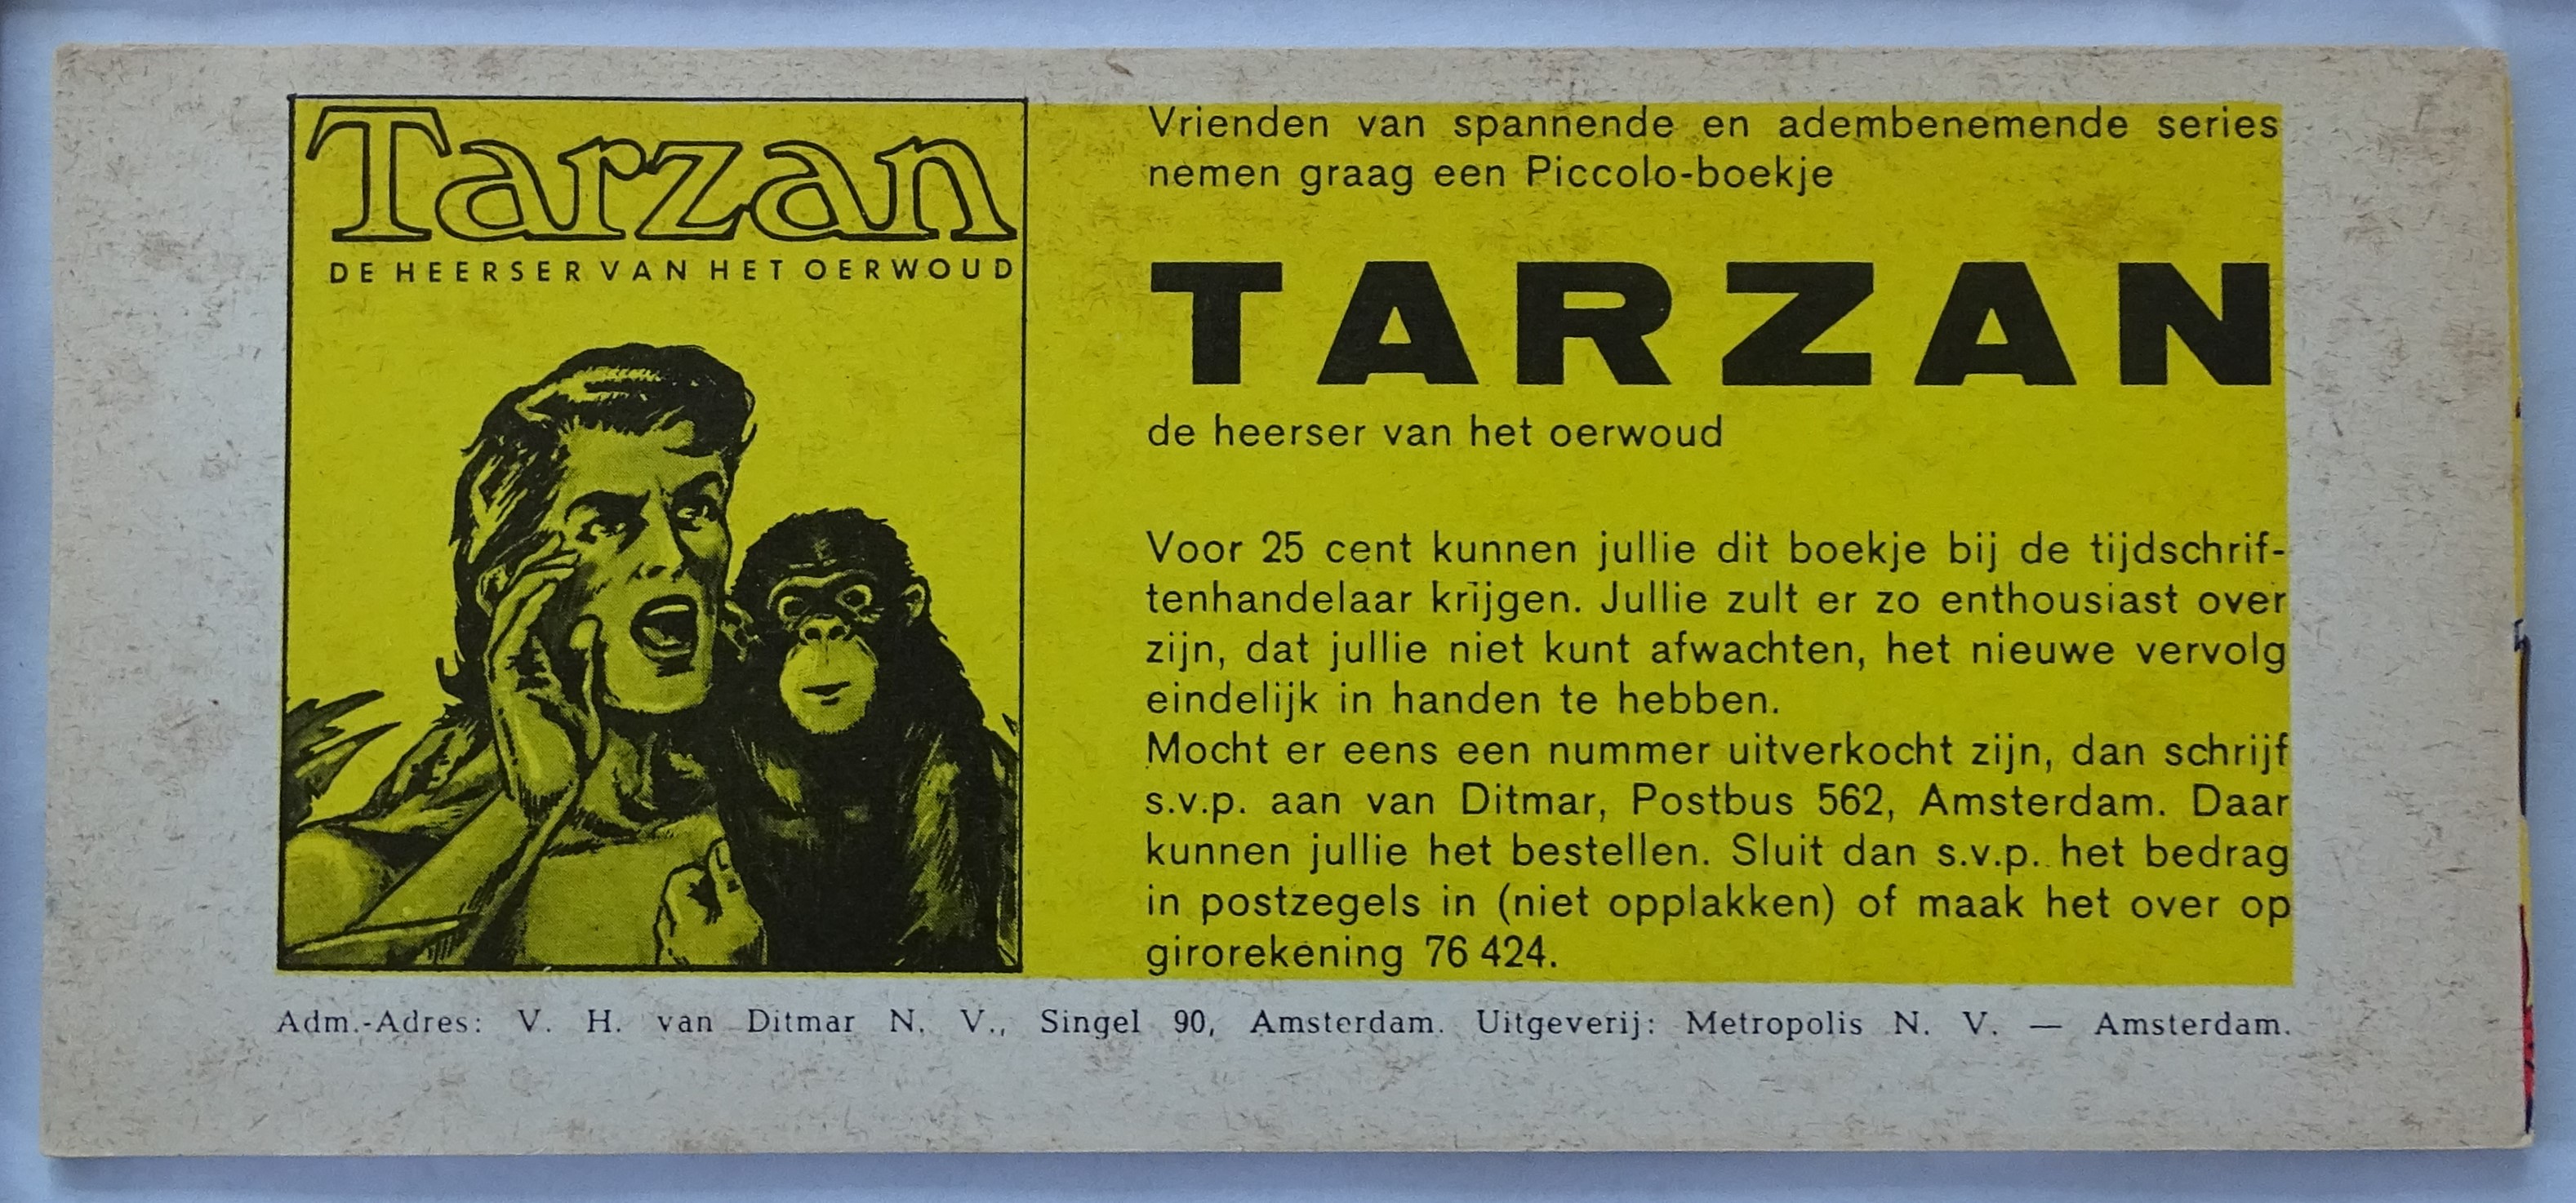 Tarzan
DE HEERSER VAN HET OERWOUD
Vrienden van spannende en adembenemende series
nemen graag een Piccolo-boekje
TARZAN
de heerser van het oerwoud
Voor 25 cent kunnen jullie dit boekje bij de tijdschrif-
tenhandelaar krijgen. Jullie zult er zo enthousiast over
zijn, dat jullie niet kunt afwachten, het nieuwe vervolg
eindelijk in handen te hebben.
Mocht er eens een nummer uitverkocht zijn, dan schrijf
s.v.p. aan van Ditmar, Postbus 562, Amsterdam. Daar
kunnen jullie het bestellen. Sluit dan s.v.p. het bedrag
in postzegels in (niet opplakken) of maak het over op
girorekening 76 424.
Adm.-Adres: V. H. van Ditmar N. V., Singel 90, Amsterdam. Uitgeverij: Metropolis N. V. — Amsterdam.